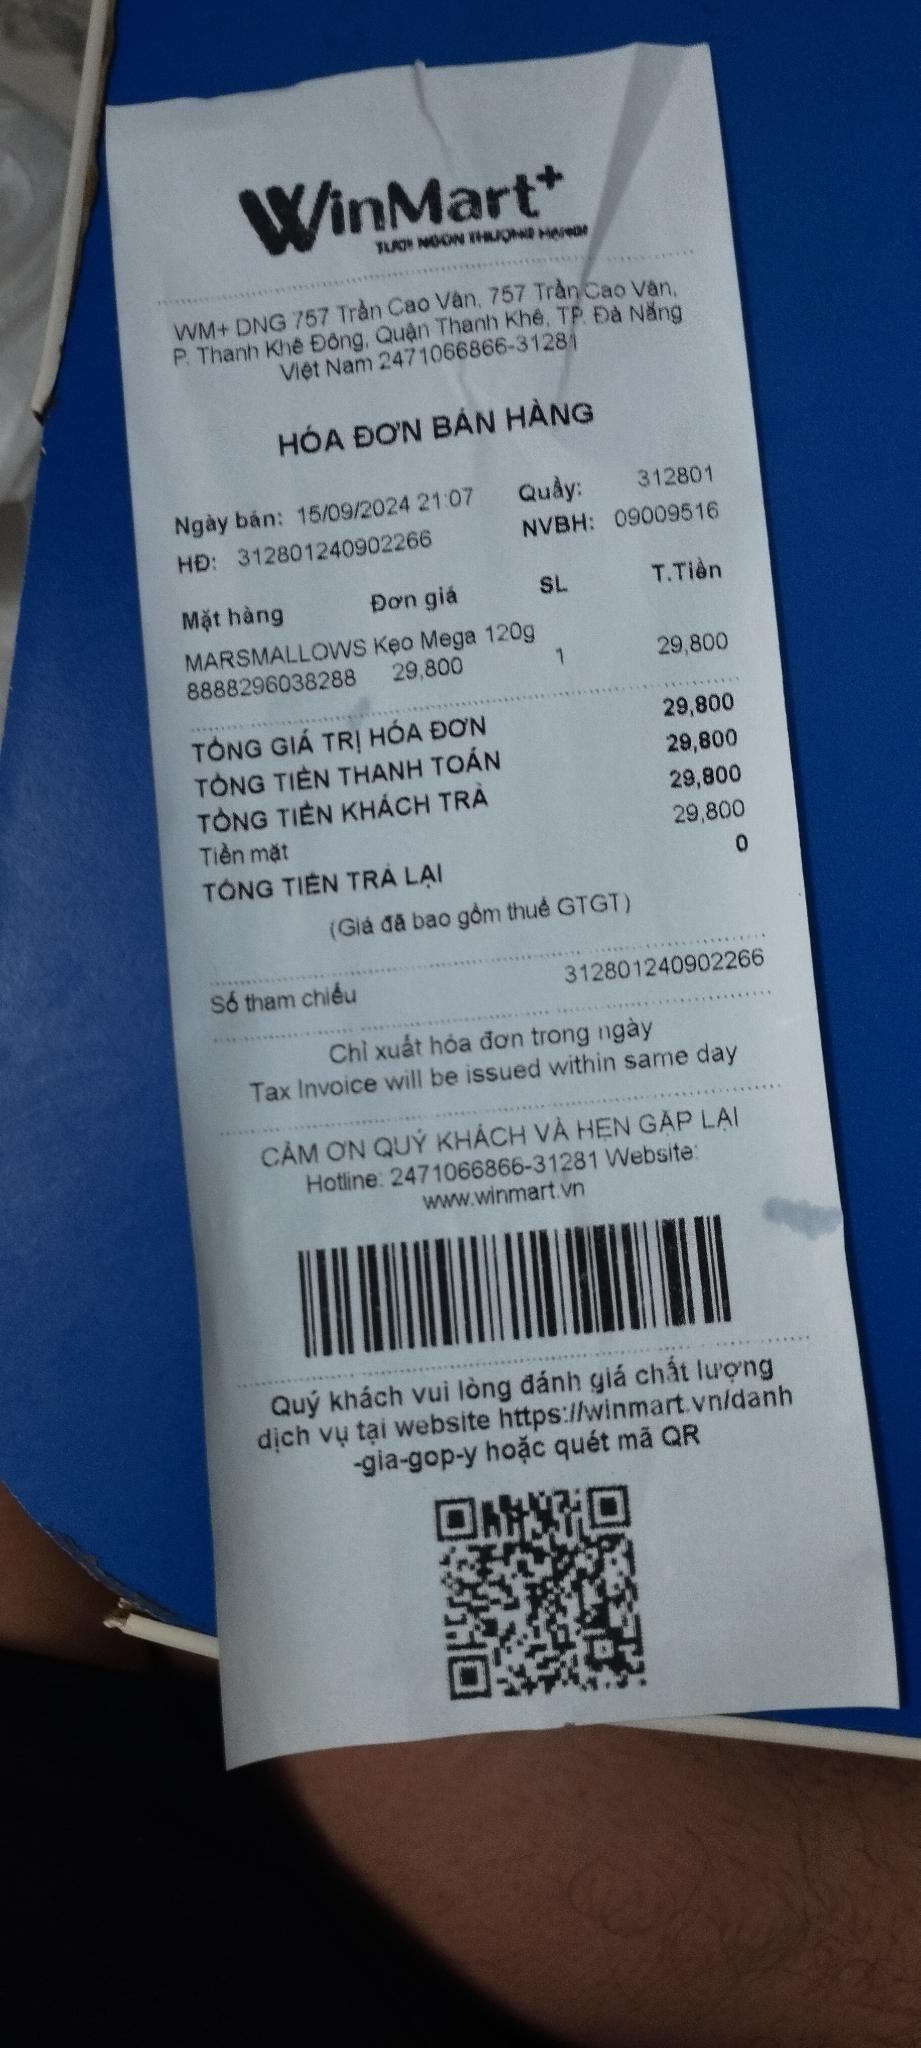 WinMart+
TƯƠI NGON THƯỢNG HẠNG
WM+ DNG 757 Trần Cao Vân, 757 Trần Cao Vân,
P. Thanh Khê Đông, Quận Thanh Khê, TP. Đà Nẵng
Việt Nam 2471066866-31281
HÓA ĐƠN BÁN HÀNG
Ngày bán: 15/09/2024 21:07 Quầy: 312801
HĐ: 312801240902266 NVBH: 09009516
Mặt hàng Đơn giá SL T.Tiền
MARSMALLOWS Kẹo Mega 120g
8888296038288 29,800 1 29,800
TỔNG GIÁ TRỊ HÓA ĐƠN 29,800
TỔNG TIỀN THANH TOÁN 29,800
TỔNG TIỀN KHÁCH TRẢ 29,800
Tiền mặt 29,800
TỔNG TIỀN TRẢ LẠI 0
(Giá đã bao gồm thuế GTGT)
Số tham chiếu 312801240902266
Chỉ xuất hóa đơn trong ngày
Tax Invoice will be issued within same day
CẢM ƠN QUÝ KHÁCH VÀ HẸN GẶP LẠI
Hotline: 2471066866-31281 Website:
www.winmart.vn
Quý khách vui lòng đánh giá chất lượng
dịch vụ tại website https://winmart.vn/danh
-gia-gop-y hoặc quét mã QR